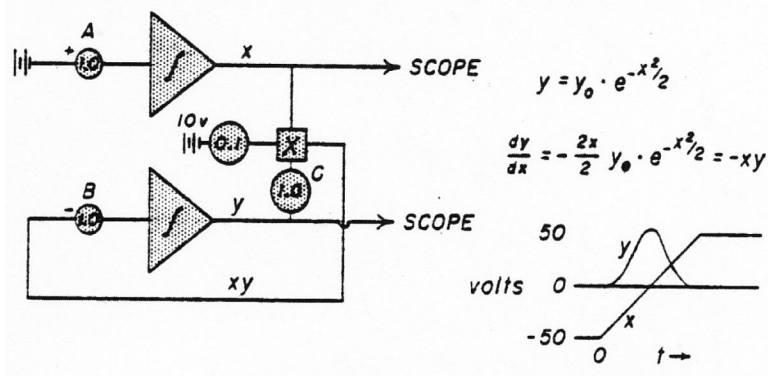 A
+
1.0
∫
x
SCOPE
10v
0.1
X
C
1.0
B
-
1.0
∫
y
SCOPE
xy
y = y₀ · e^{-x²/2}
dy/dx = - 2x/2 y₀ · e^{-x²/2} = -xy
50
y
volts 0
x
-50
0 t→